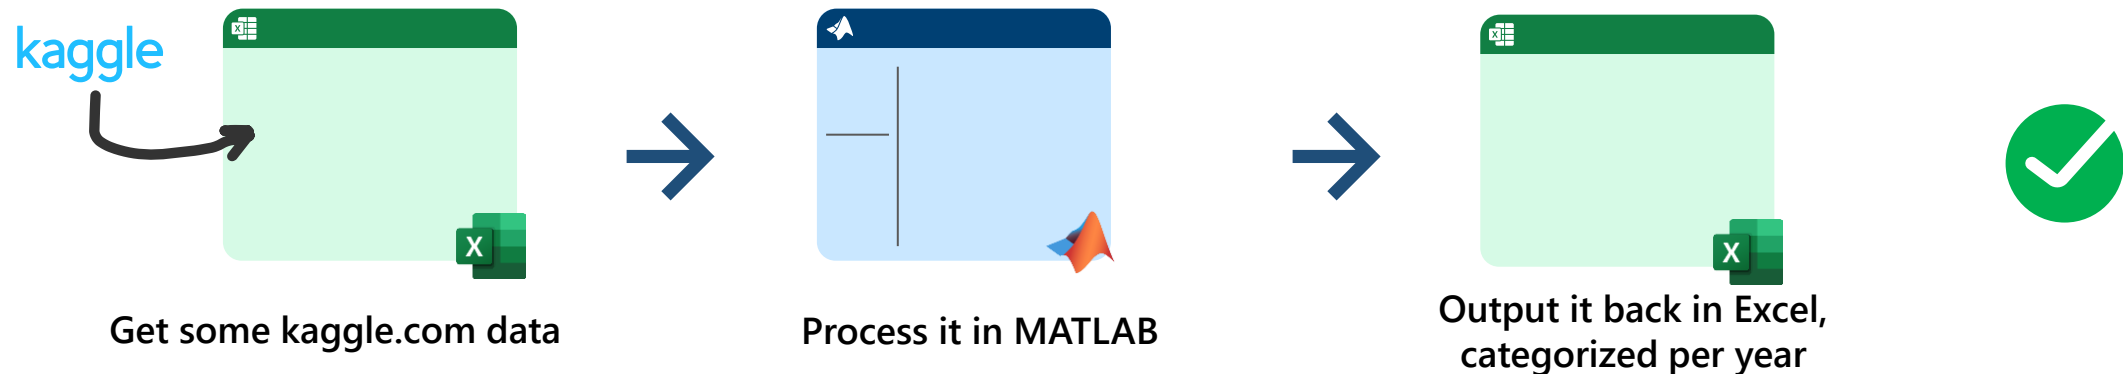 kaggle
X
X
Get some kaggle.com data
X
Process it in MATLAB
X
Output it back in Excel,
categorized per year